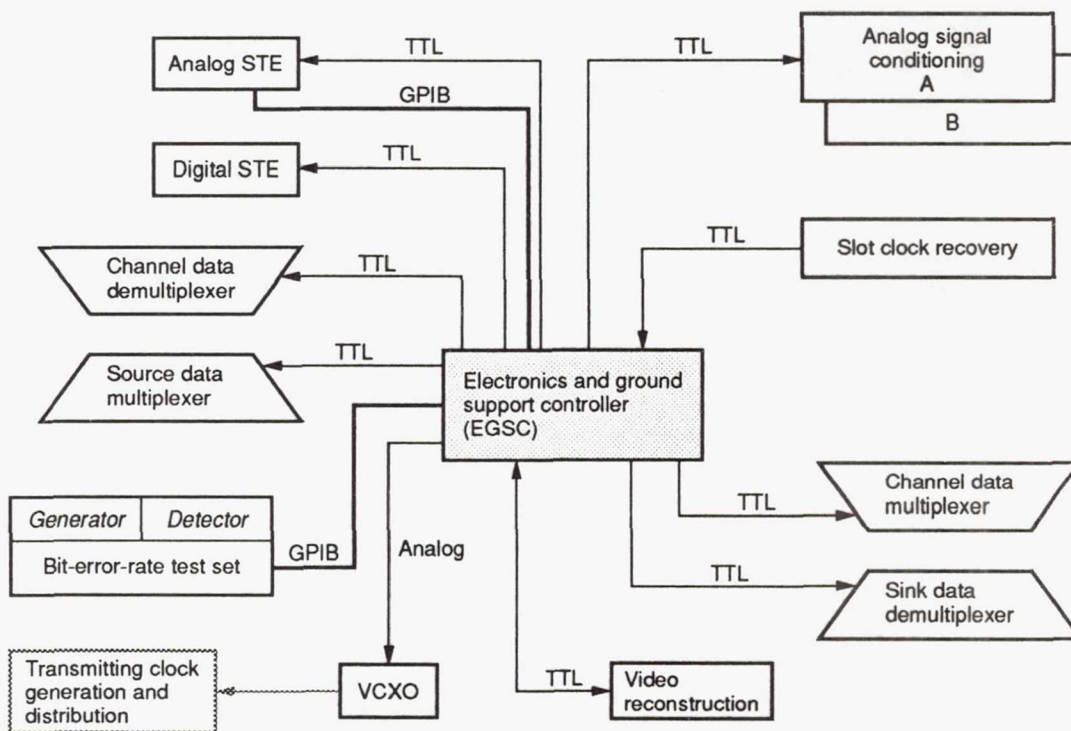 TTL
Analog STE
GPIB
TTL
Analog signal
conditioning
A
B
TTL
Digital STE
TTL
Slot clock recovery
Channel data
demultiplexer
TTL
Source data
multiplexer
TTL
Electronics and ground
support controller
(EGSC)
Generator
Detector
Bit-error-rate test set
GPIB
Analog
Channel data
multiplexer
TTL
Sink data
demultiplexer
TTL
Transmitting clock
generation and
distribution
VCXO
TTL
Video
reconstruction